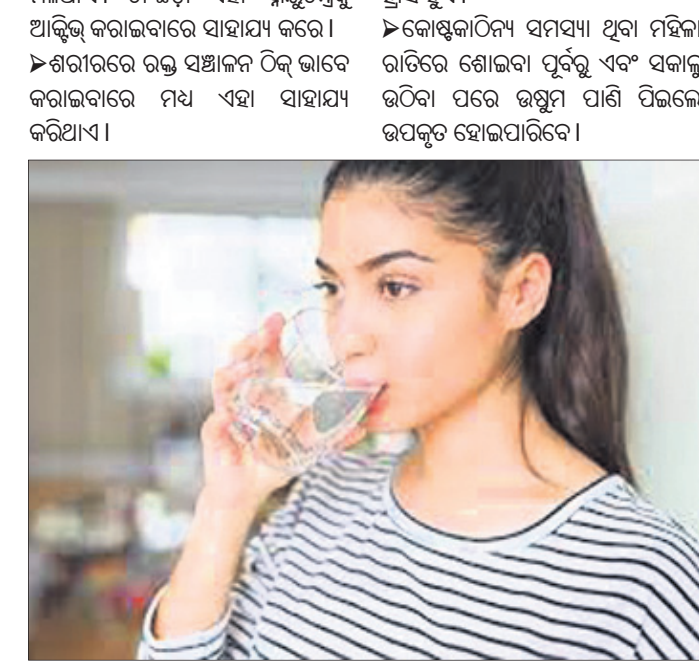 ଆକ୍ଟିଭ୍ କରାଇବାରେ ସାହାଯ୍ୟ କରେ।
➤ଶରୀରରେ ରକ୍ତ ସଞ୍ଚାଳନ ଠିକ୍ ଭାବେ
କରାଇବାରେ ମଧ୍ୟ ଏହା ସାହାଯ୍ୟ
କରିଥାଏ।
➤କୋଷ୍ଠକାଠିନ୍ୟ ସମସ୍ୟା ଥିବା ମହିଳା
ରାତିରେ ଶୋଇବା ପୂର୍ବରୁ ଏବଂ ସକାଳୁ
ଉଠିବା ପରେ ଉଷୁମ ପାଣି ପିଇଲେ
ଉପକୃତ ହୋଇପାରିବେ।